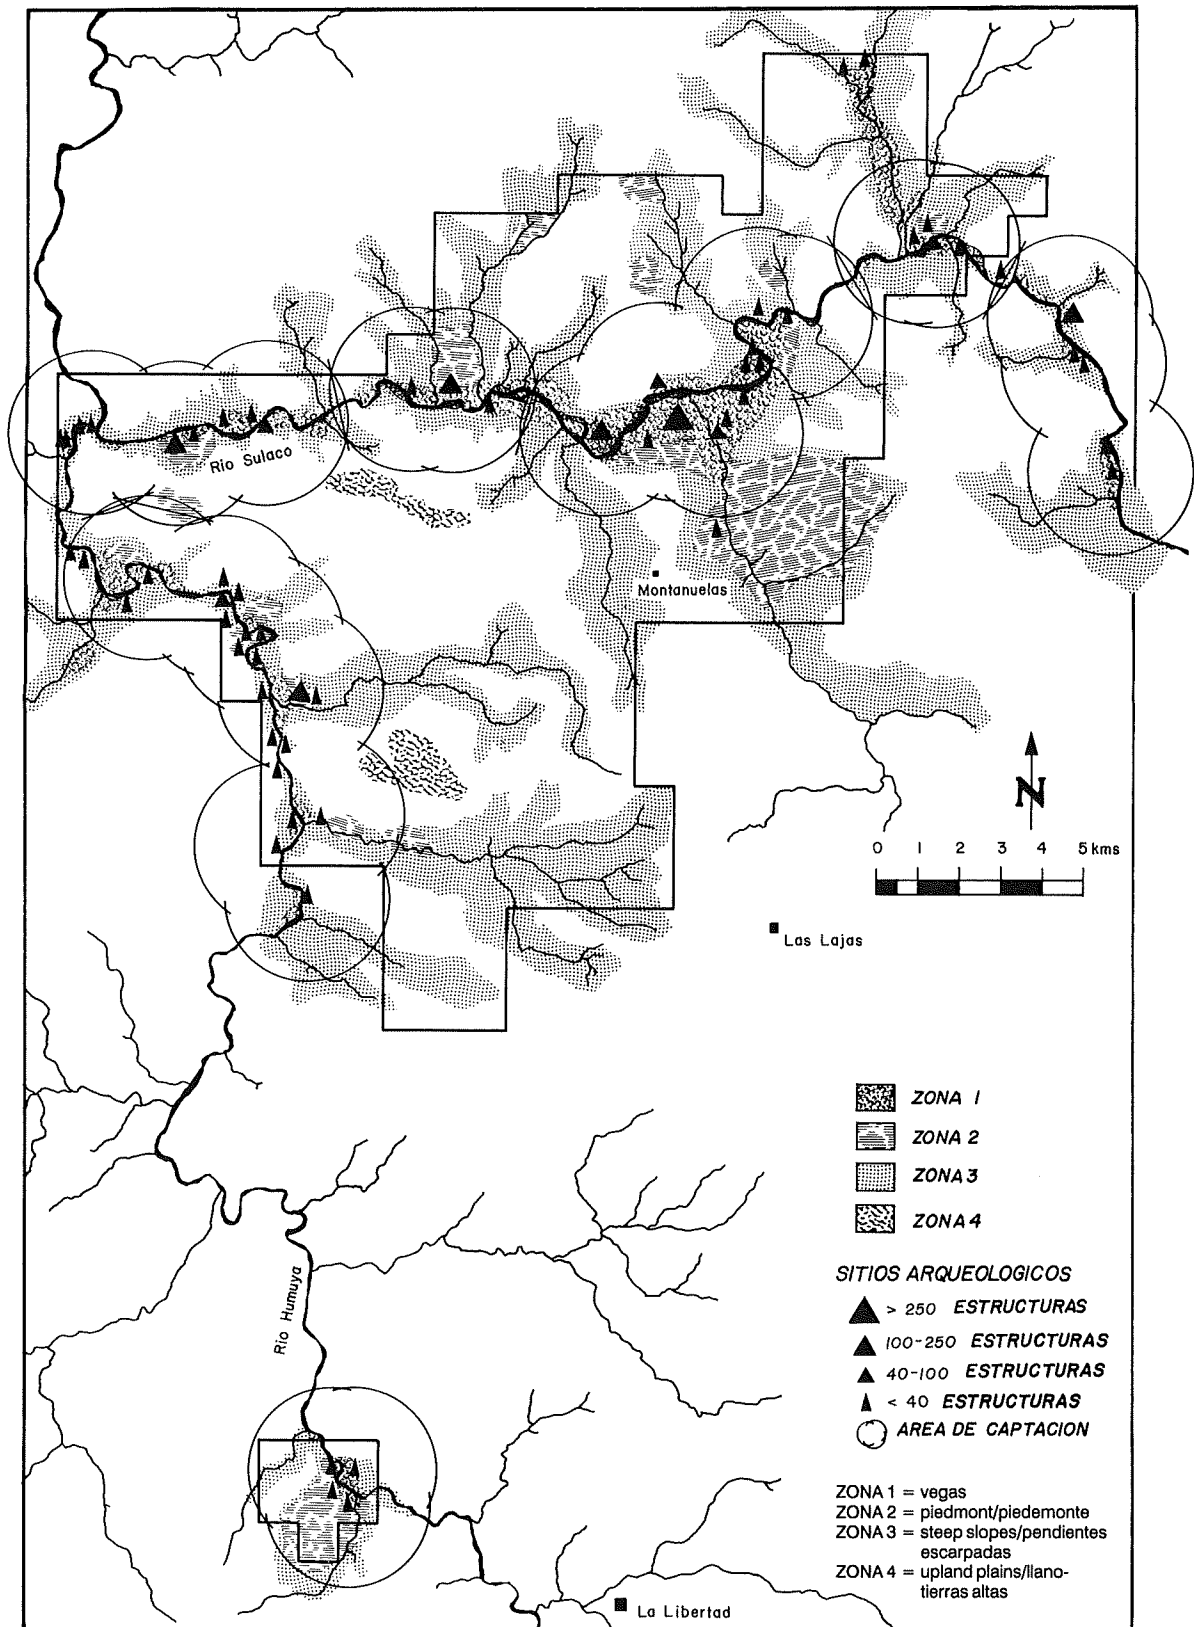 Rio Sulaco
Montanuelas
N
0 1 2 3 4 5 kms
Las Lajas
ZONA 1
ZONA 2
ZONA 3
ZONA 4
Rio Humuya
SITIOS ARQUEOLOGICOS
> 250 ESTRUCTURAS
100-250 ESTRUCTURAS
40-100 ESTRUCTURAS
< 40 ESTRUCTURAS
AREA DE CAPTACION
ZONA 1 = vegas
ZONA 2 = piedmont/piedemonte
ZONA 3 = steep slopes/pendientes
escarpadas
ZONA 4 = upland plains/llano-
tierras altas
La Libertad